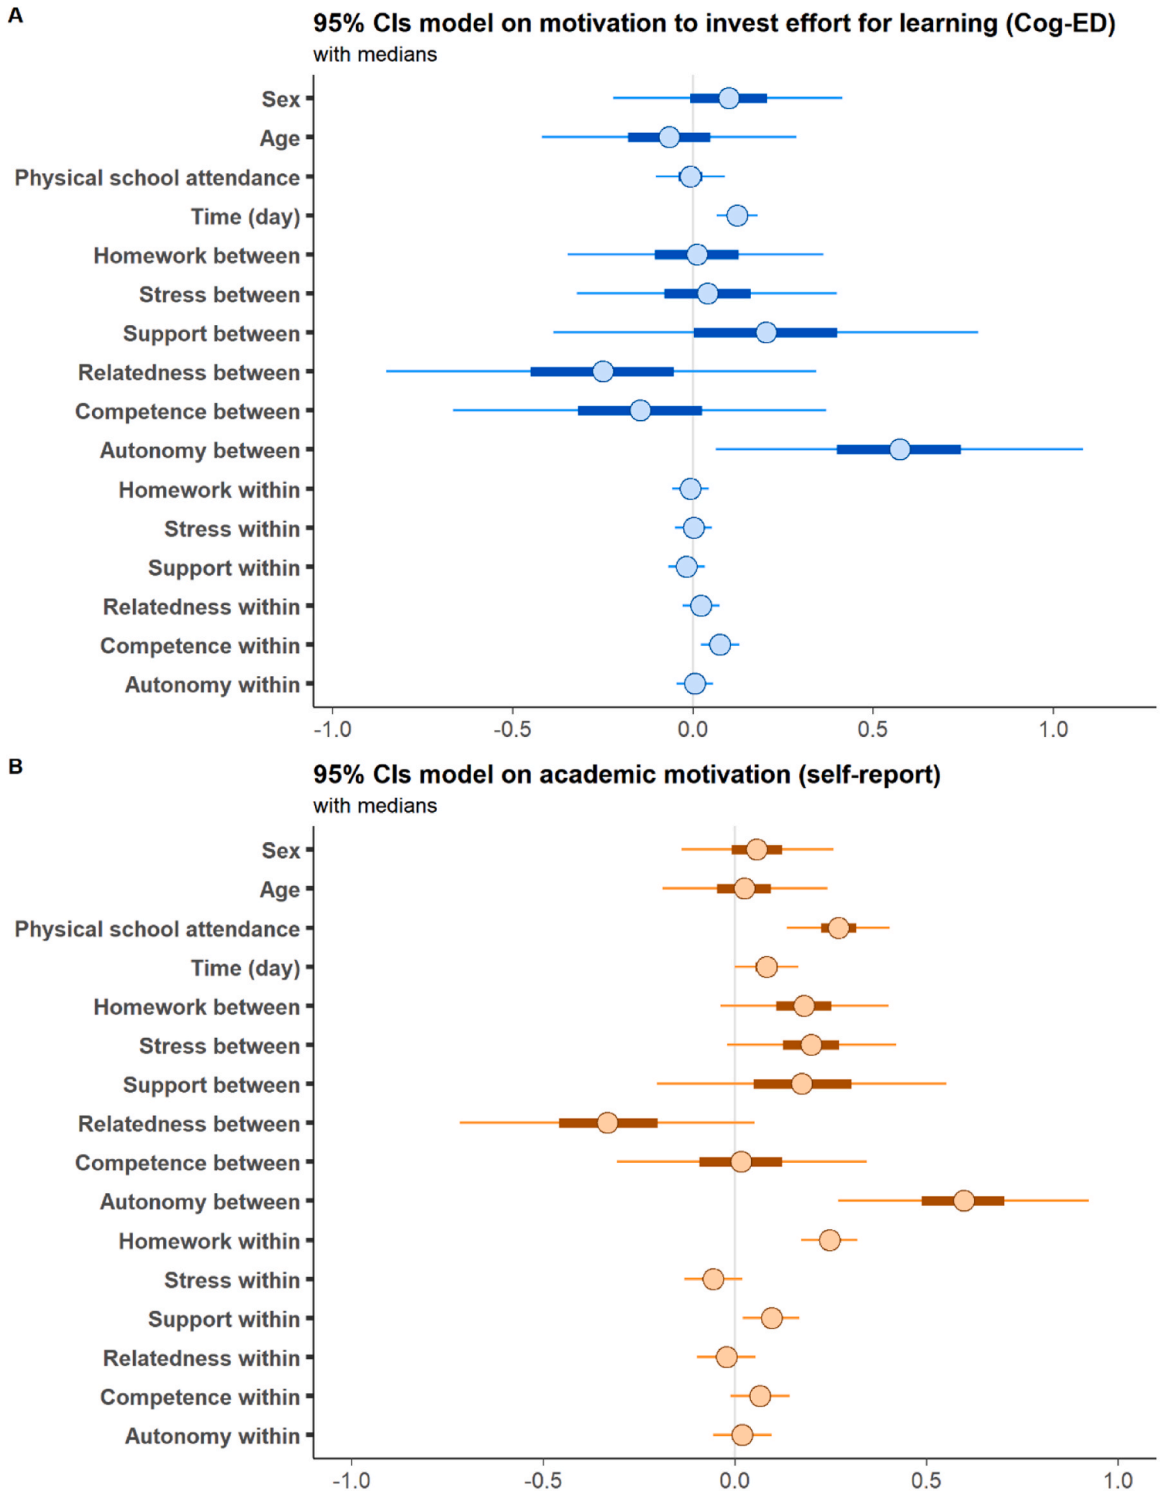 A
95% CIs model on motivation to invest effort for learning (Cog-ED)
with medians
Sex
Age
Physical school attendance
Time (day)
Homework between
Stress between
Support between
Relatedness between
Competence between
Autonomy between
Homework within
Stress within
Support within
Relatedness within
Competence within
Autonomy within
-1.0 -0.5 0.0 0.5 1.0
B
95% CIs model on academic motivation (self-report)
with medians
Sex
Age
Physical school attendance
Time (day)
Homework between
Stress between
Support between
Relatedness between
Competence between
Autonomy between
Homework within
Stress within
Support within
Relatedness within
Competence within
Autonomy within
-1.0 -0.5 0.0 0.5 1.0